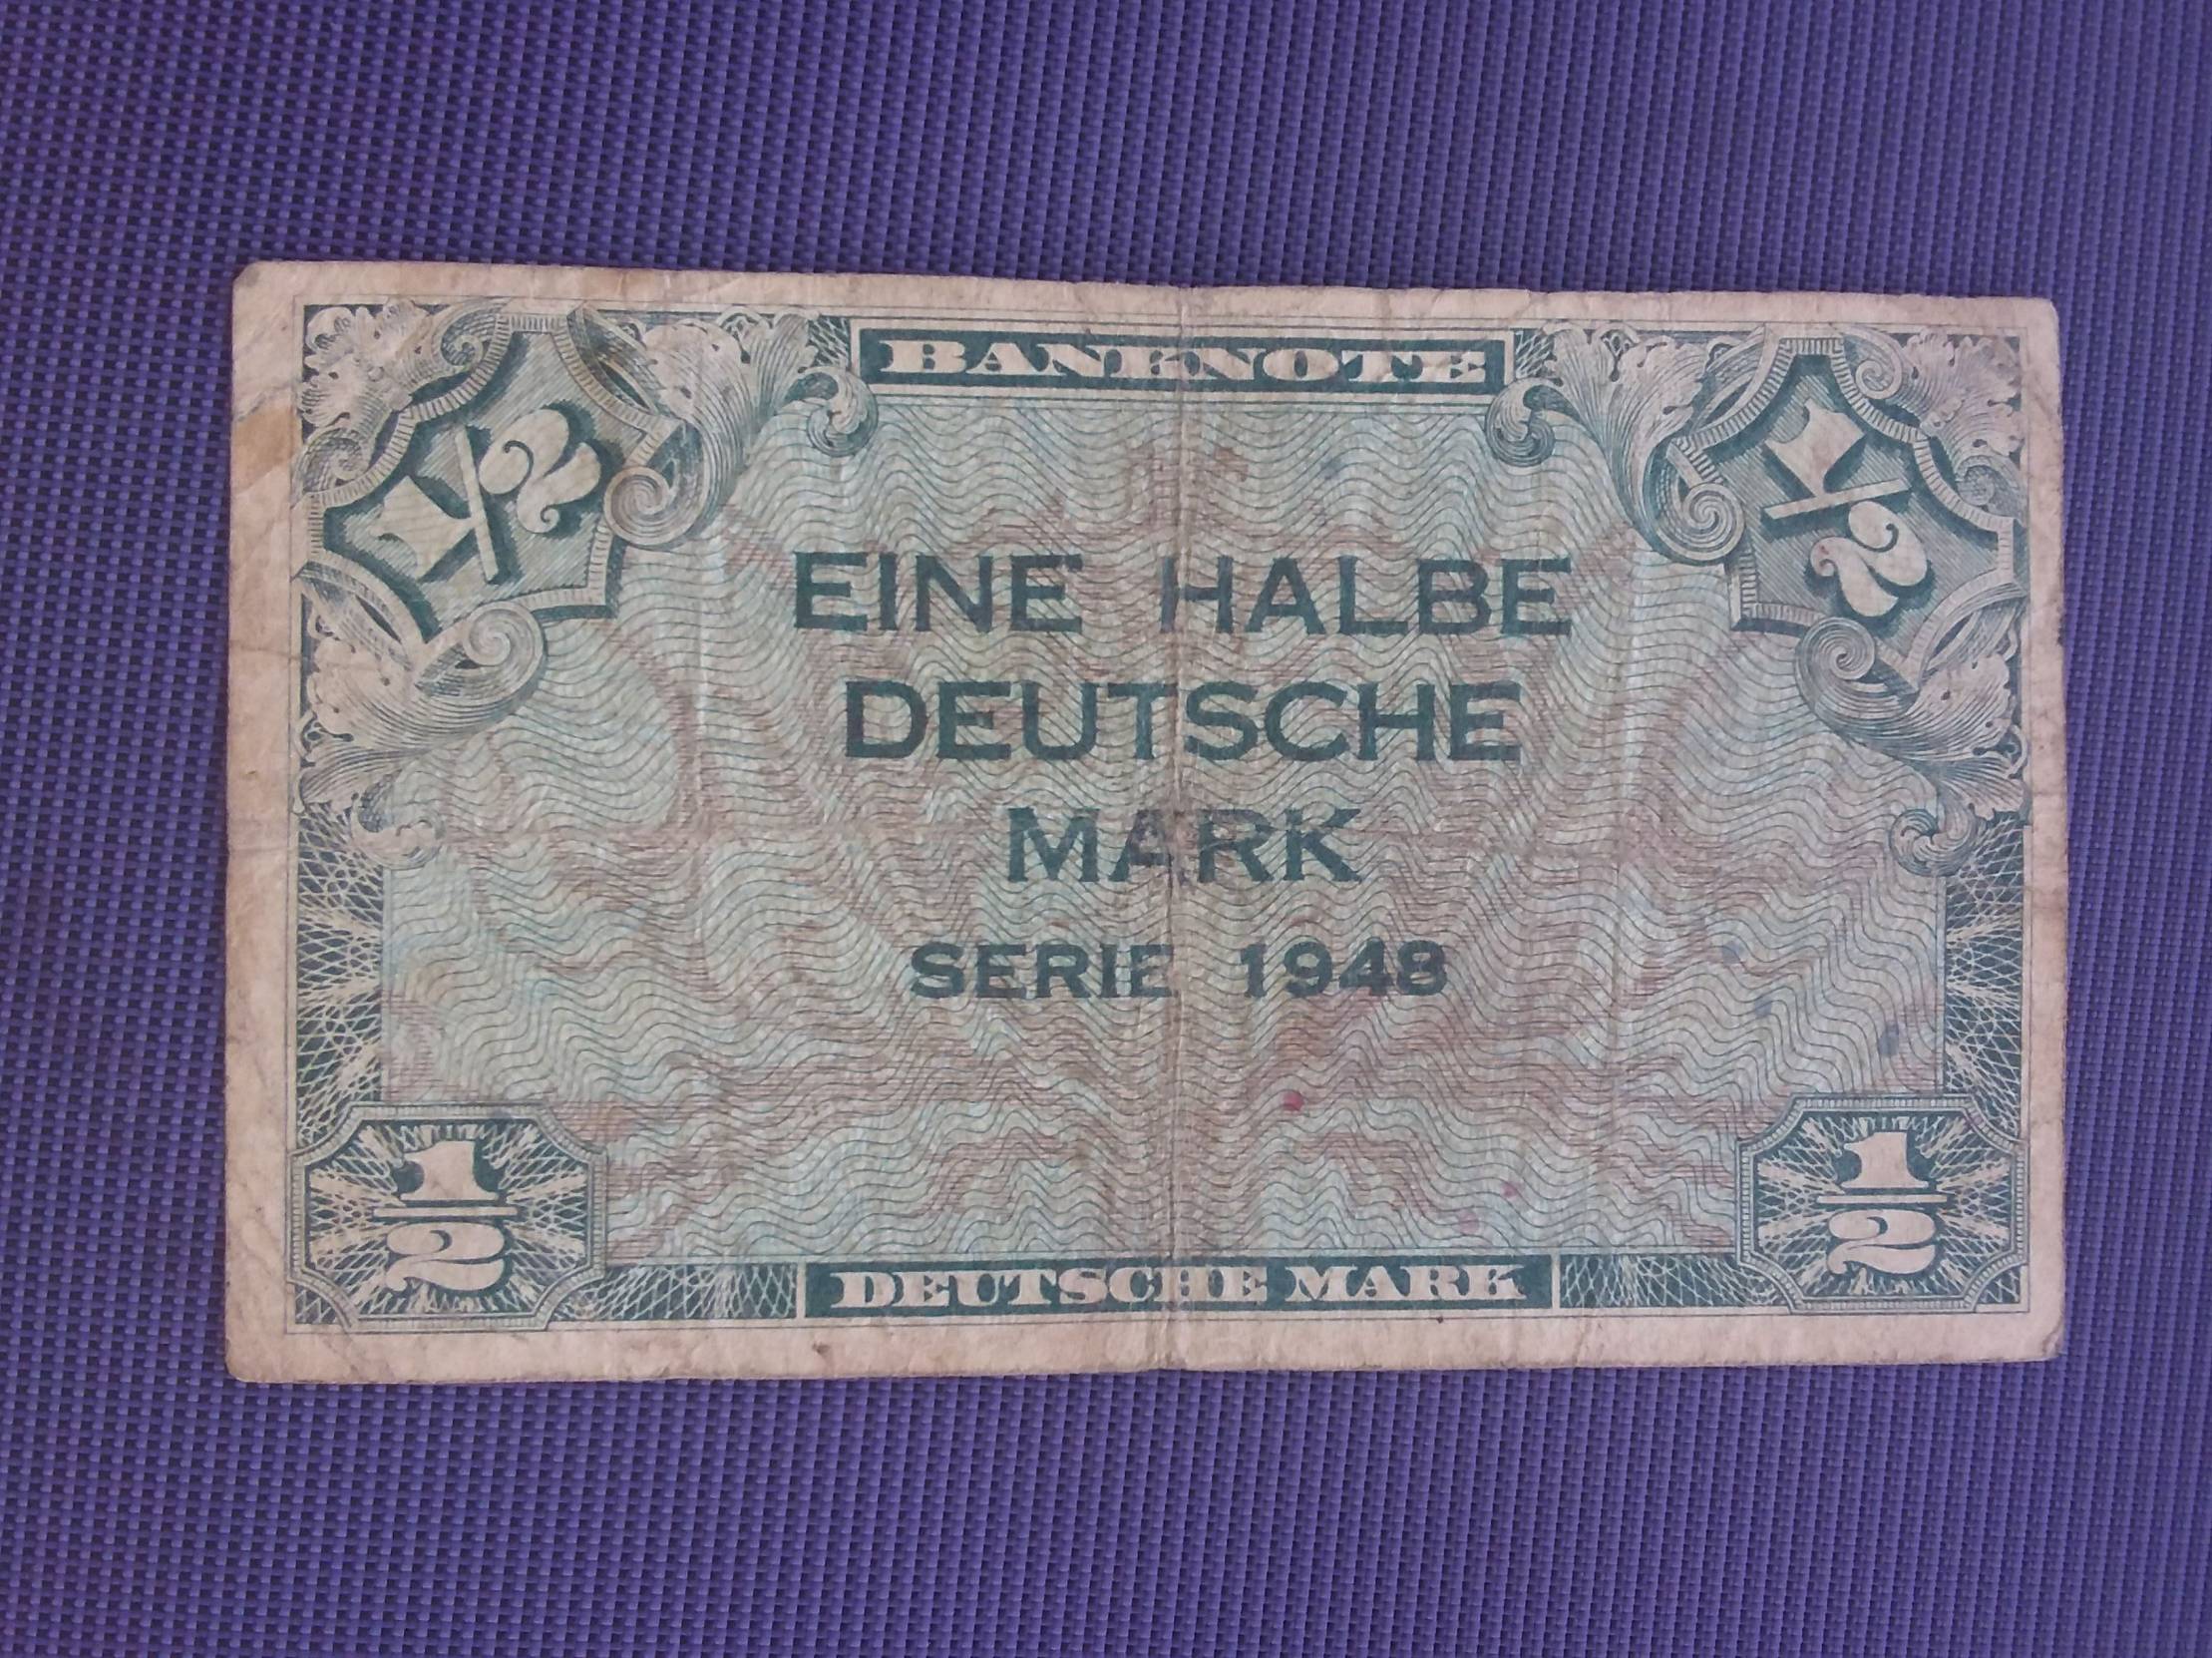 BANKNOTE
1/2
1/2
EINE HALBE
DEUTSCHE
MARK
SERIE 1948
1/2
1/2
DEUTSCHE MARK